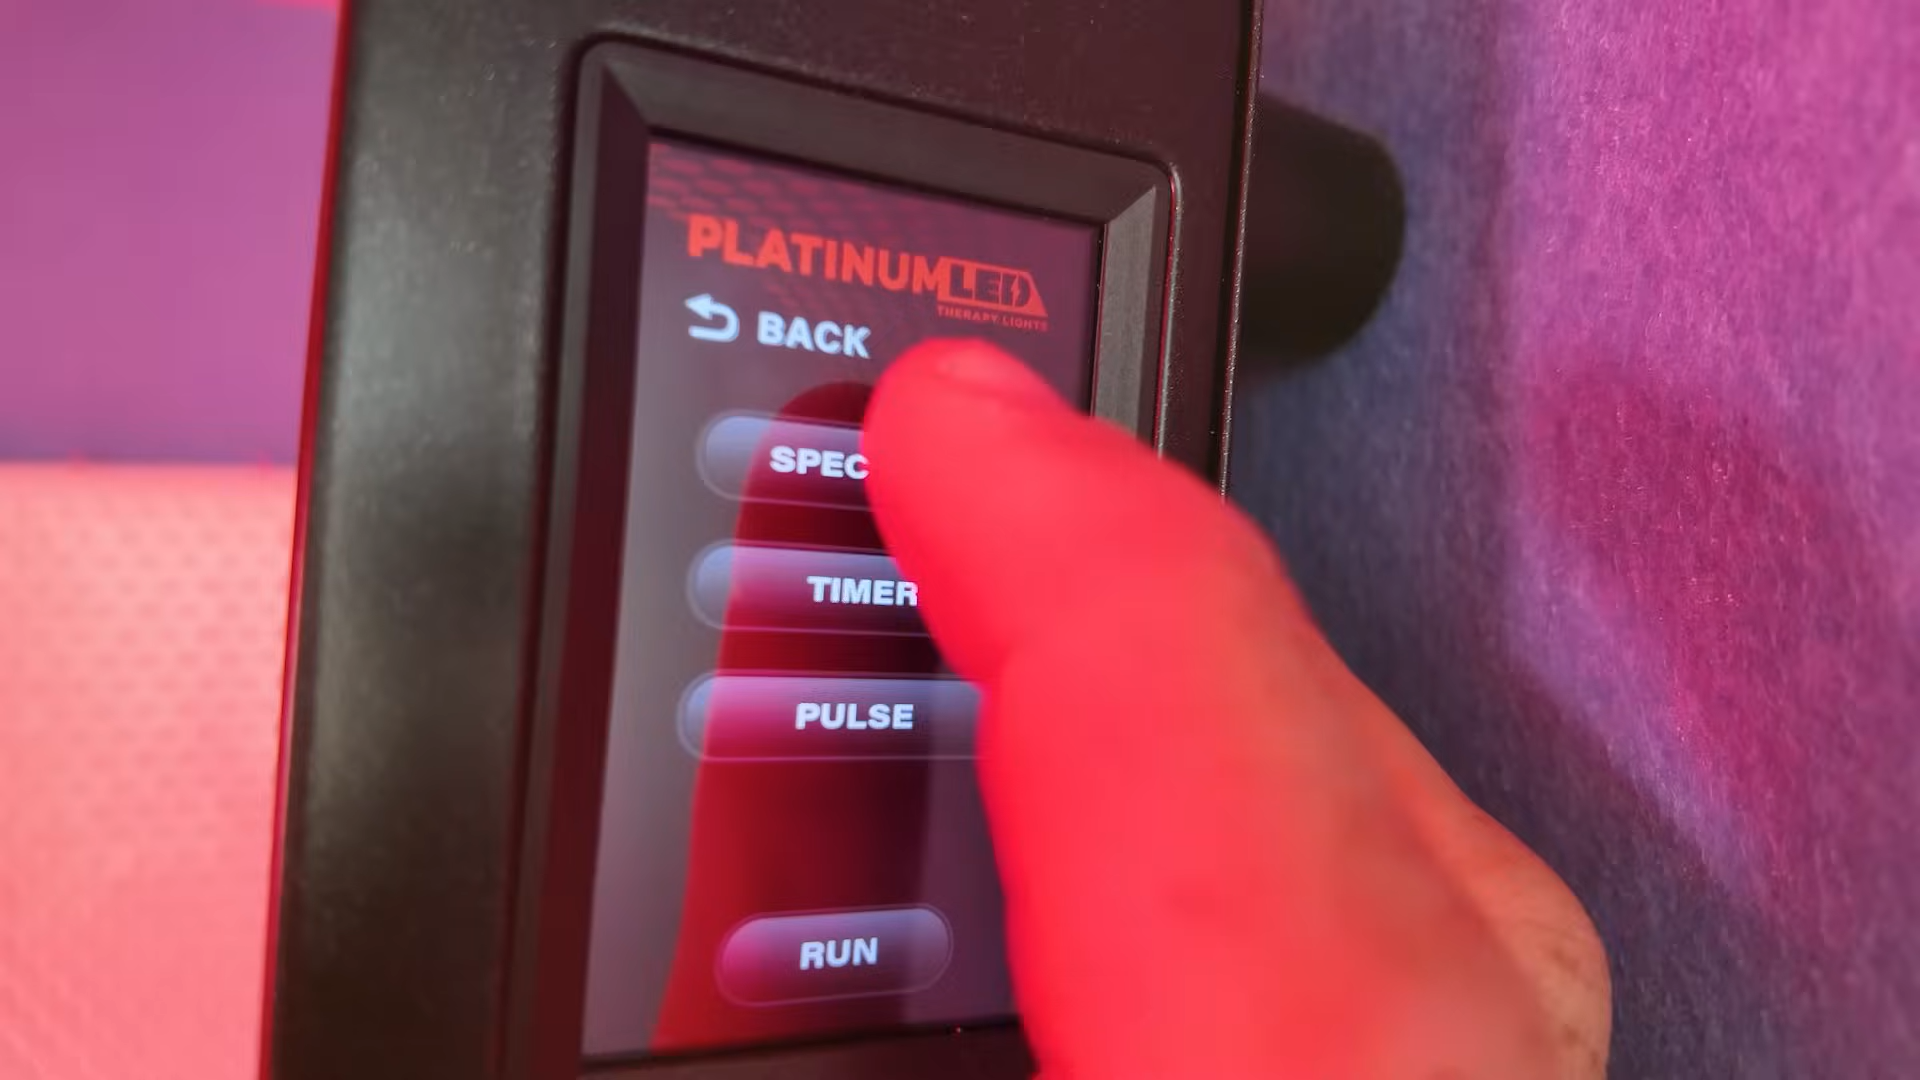 PLATINUMLED
THERAPY LIGHTS
BACK
SPEC
TIMER
PULSE
RUN